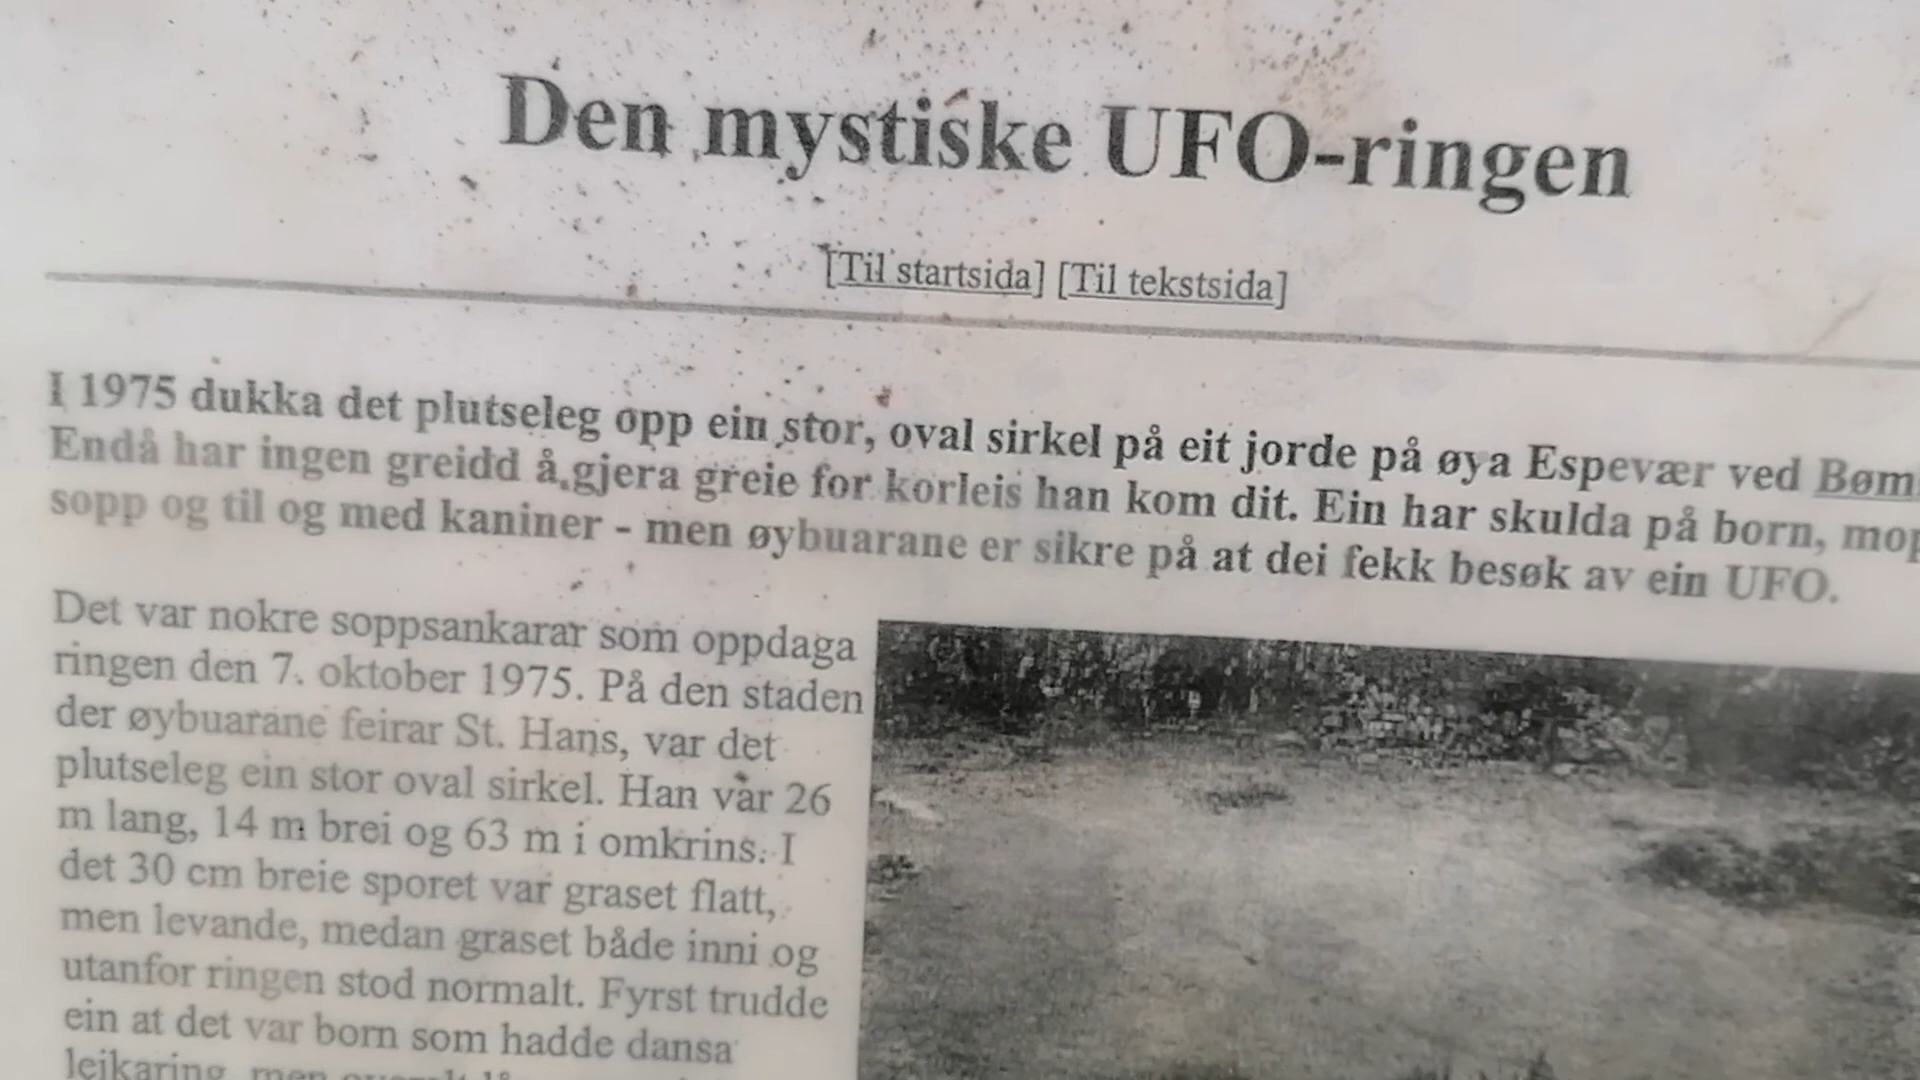 Den mystiske UFO-ringen
[Til startsida] [Til tekstsida]
I 1975 dukka det plutseleg opp ein stor, oval sirkel på eit jorde på øya Espevær ved
Endå har ingen greidd å gjera greie for korleis han kom dit. Ein har skulda på born,
sopp og til og med kaniner - men øybuarane er sikre på at dei fekk besøk av ein UFO.
Det var nokre soppsankarar som oppdaga
ringen den 7. oktober 1975. På den staden
der øybuarane feirar St. Hans, var det
plutseleg ein stor oval sirkel. Han var 26
m lang, 14 m brei og 63 m i omkrins. I
det 30 cm breie sporet var graset flatt,
men levande, medan graset både inni og
utanfor ringen stod normalt. Fyrst trudde
ein at det var born som hadde dansa
leikaring, men